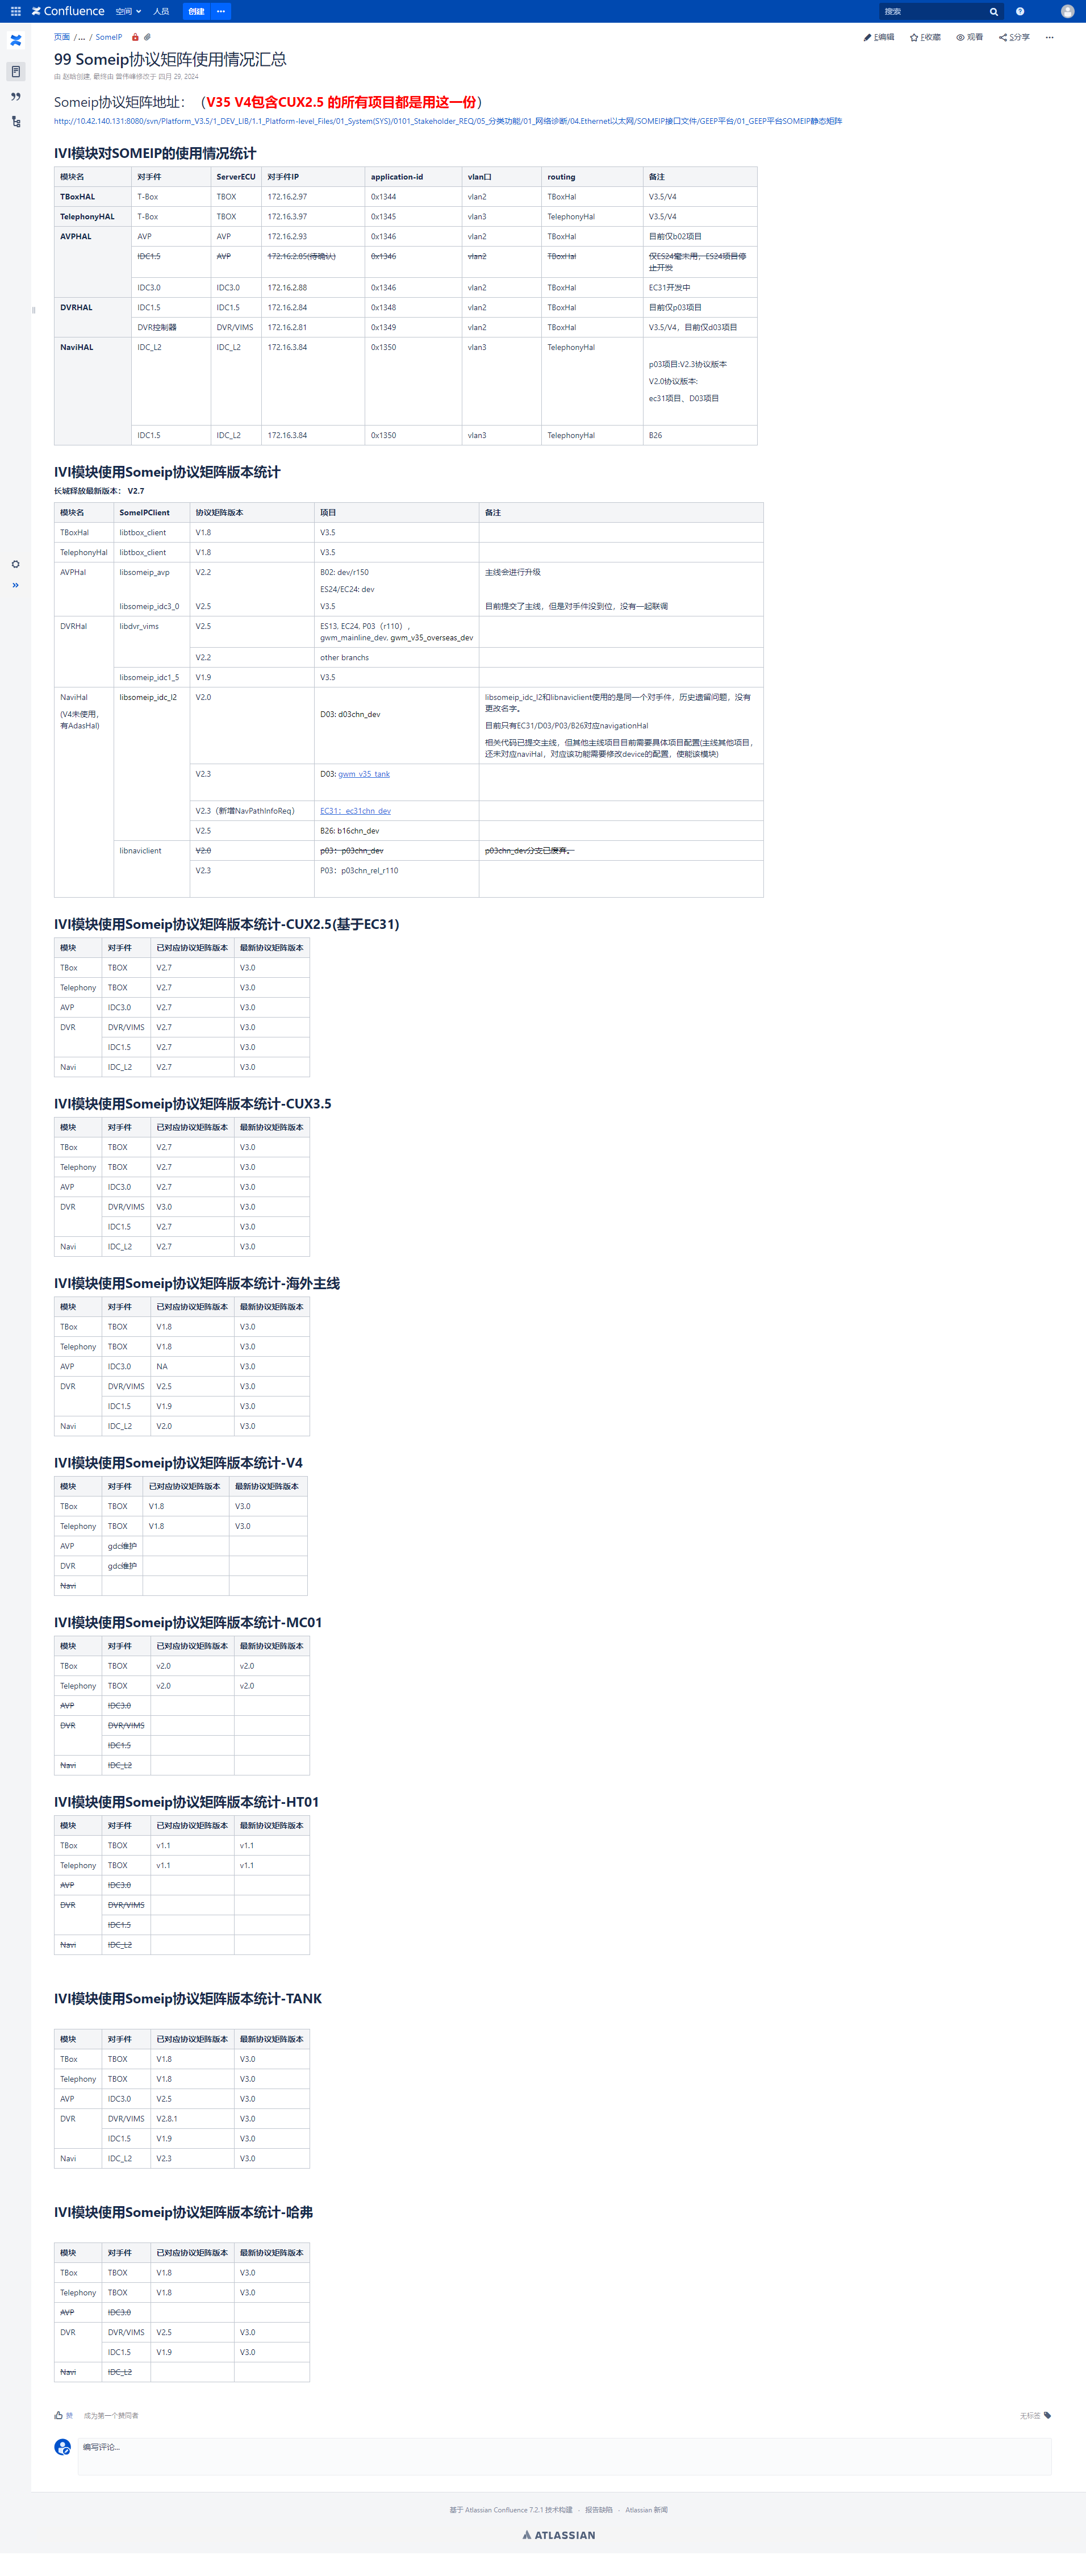 Confluence 空间 人员 创建 ··· 搜索
页面 /... / SomeIP
E编辑 F收藏 观看 S分享 ···
99 Someip协议矩阵使用情况汇总
Someip协议矩阵地址：（V35 V4包含CUX2.5 的所有项目都是用这一份）
http://10.42.140.131:8080/svn/Platform_V3.5/1_DEV_LIB/1.1_Platform-level_Files/01_System(SYS)/0101_Stakeholder_REQ/05_分类功能/01_网络诊断/04.Ethernet以太网/SOMEIP接口文件/GEEP平台/01_GEEP平台SOMEIP静态矩阵
IVI模块对SOMEIP的使用情况统计
模块名 对手件 ServerECU 对手件IP application-id vlan口 routing 备注
TBoxHAL T-Box TBOX 172.16.2.97 0x1344 vlan2 TBoxHal V3.5/V4
TelephonyHAL T-Box TBOX 172.16.3.97 0x1345 vlan3 TelephonyHal V3.5/V4
AVPHAL AVP AVP 172.16.2.93 0x1346 vlan2 TBoxHal 目前仅b02项目
IDC1.5 AVP 172.16.2.85(待确认) 0x1346 vlan2 TBoxHal 仅ES24毫末用，ES24项目停
止开发
IDC3.0 IDC3.0 172.16.2.88 0x1346 vlan2 TBoxHal EC31开发中
DVRHAL IDC1.5 IDC1.5 172.16.2.84 0x1348 vlan2 TBoxHal 目前仅p03项目
DVR控制器 DVR/VIMS 172.16.2.81 0x1349 vlan2 TBoxHal V3.5/V4，目前仅d03项目
NaviHAL IDC_L2 IDC_L2 172.16.3.84 0x1350 vlan3 TelephonyHal
p03项目:V2.3协议版本
V2.0协议版本:
ec31项目，D03项目
IDC1.5 IDC_L2 172.16.3.84 0x1350 vlan3 TelephonyHal B26
IVI模块使用Someip协议矩阵版本统计
长城释放最新版本： V2.7
模块名 SomeIPClient 协议矩阵版本 项目 备注
TBoxHal libtbox_client V1.8 V3.5
TelephonyHal libtbox_client V1.8 V3.5
AVPHal libsomeip_avp V2.2 B02: dev/r150 主线会进行升级
ES24/EC24: dev
libsomeip_idc3_0 V2.5 V3.5 目前提交了主线，但是对手件没到位，没有一起联调
DVRHal libdvr_vims V2.5 ES13, EC24, P03（r110），
gwm_mainline_dev, gwm_v35_overseas_dev
V2.2 other branchs
libsomeip_idc1_5 V1.9 V3.5
NaviHal libsomeip_idc_l2 V2.0 libsomeip_idc_l2和libnaviclient使用的是同一个对手件，历史遗留问题，没有
更改名字。
(V4未使用，
有AdasHal)
D03: d03chn_dev
目前只有EC31/D03/P03/B26对应navigationHal
相关代码已提交主线，但其他主线项目目前需要具体项目配置(主线其他项目，
还未对应naviHal，对应该功能需要修改device的配置，使能该模块)
V2.3 D03: gwm_v35_tank
V2.3（新增NavPathInfoReq） EC31：ec31chn_dev
V2.5 B26: b16chn_dev
libnaviclient V2.0 p03：p03chn_dev p03chn_dev分支已废弃。
V2.3 P03：p03chn_rel_r110
IVI模块使用Someip协议矩阵版本统计-CUX2.5(基于EC31)
模块 对手件 已对应协议矩阵版本 最新协议矩阵版本
TBox TBOX V2.7 V3.0
Telephony TBOX V2.7 V3.0
AVP IDC3.0 V2.7 V3.0
DVR DVR/VIMS V2.7 V3.0
IDC1.5 V2.7 V3.0
Navi IDC_L2 V2.7 V3.0
IVI模块使用Someip协议矩阵版本统计-CUX3.5
模块 对手件 已对应协议矩阵版本 最新协议矩阵版本
TBox TBOX V2.7 V3.0
Telephony TBOX V2.7 V3.0
AVP IDC3.0 V2.7 V3.0
DVR DVR/VIMS V3.0 V3.0
IDC1.5 V2.7 V3.0
Navi IDC_L2 V2.7 V3.0
IVI模块使用Someip协议矩阵版本统计-海外主线
模块 对手件 已对应协议矩阵版本 最新协议矩阵版本
TBox TBOX V1.8 V3.0
Telephony TBOX V1.8 V3.0
AVP IDC3.0 NA V3.0
DVR DVR/VIMS V2.5 V3.0
IDC1.5 V1.9 V3.0
Navi IDC_L2 V2.0 V3.0
IVI模块使用Someip协议矩阵版本统计-V4
模块 对手件 已对应协议矩阵版本 最新协议矩阵版本
TBox TBOX V1.8 V3.0
Telephony TBOX V1.8 V3.0
AVP gdc维护
DVR gdc维护
Navi
IVI模块使用Someip协议矩阵版本统计-MC01
模块 对手件 已对应协议矩阵版本 最新协议矩阵版本
TBox TBOX v2.0 v2.0
Telephony TBOX v2.0 v2.0
AVP IDC3.0
DVR DVR/VIMS
IDC1.5
Navi IDC_L2
IVI模块使用Someip协议矩阵版本统计-HT01
模块 对手件 已对应协议矩阵版本 最新协议矩阵版本
TBox TBOX v1.1 v1.1
Telephony TBOX v1.1 v1.1
AVP IDC3.0
DVR DVR/VIMS
IDC1.5
Navi IDC_L2
IVI模块使用Someip协议矩阵版本统计-TANK
模块 对手件 已对应协议矩阵版本 最新协议矩阵版本
TBox TBOX V1.8 V3.0
Telephony TBOX V1.8 V3.0
AVP IDC3.0 V2.5 V3.0
DVR DVR/VIMS V2.8.1 V3.0
IDC1.5 V1.9 V3.0
Navi IDC_L2 V2.3 V3.0
IVI模块使用Someip协议矩阵版本统计-哈弗
模块 对手件 已对应协议矩阵版本 最新协议矩阵版本
TBox TBOX V1.8 V3.0
Telephony TBOX V1.8 V3.0
AVP IDC3.0
DVR DVR/VIMS V2.5 V3.0
IDC1.5 V1.9 V3.0
Navi IDC_L2
赞 成为第一个赞同者 无标签
编写评论...
基于 Atlassian Confluence 7.2.1 技术构建 · 报告缺陷 · Atlassian 新闻
ATLASSIAN